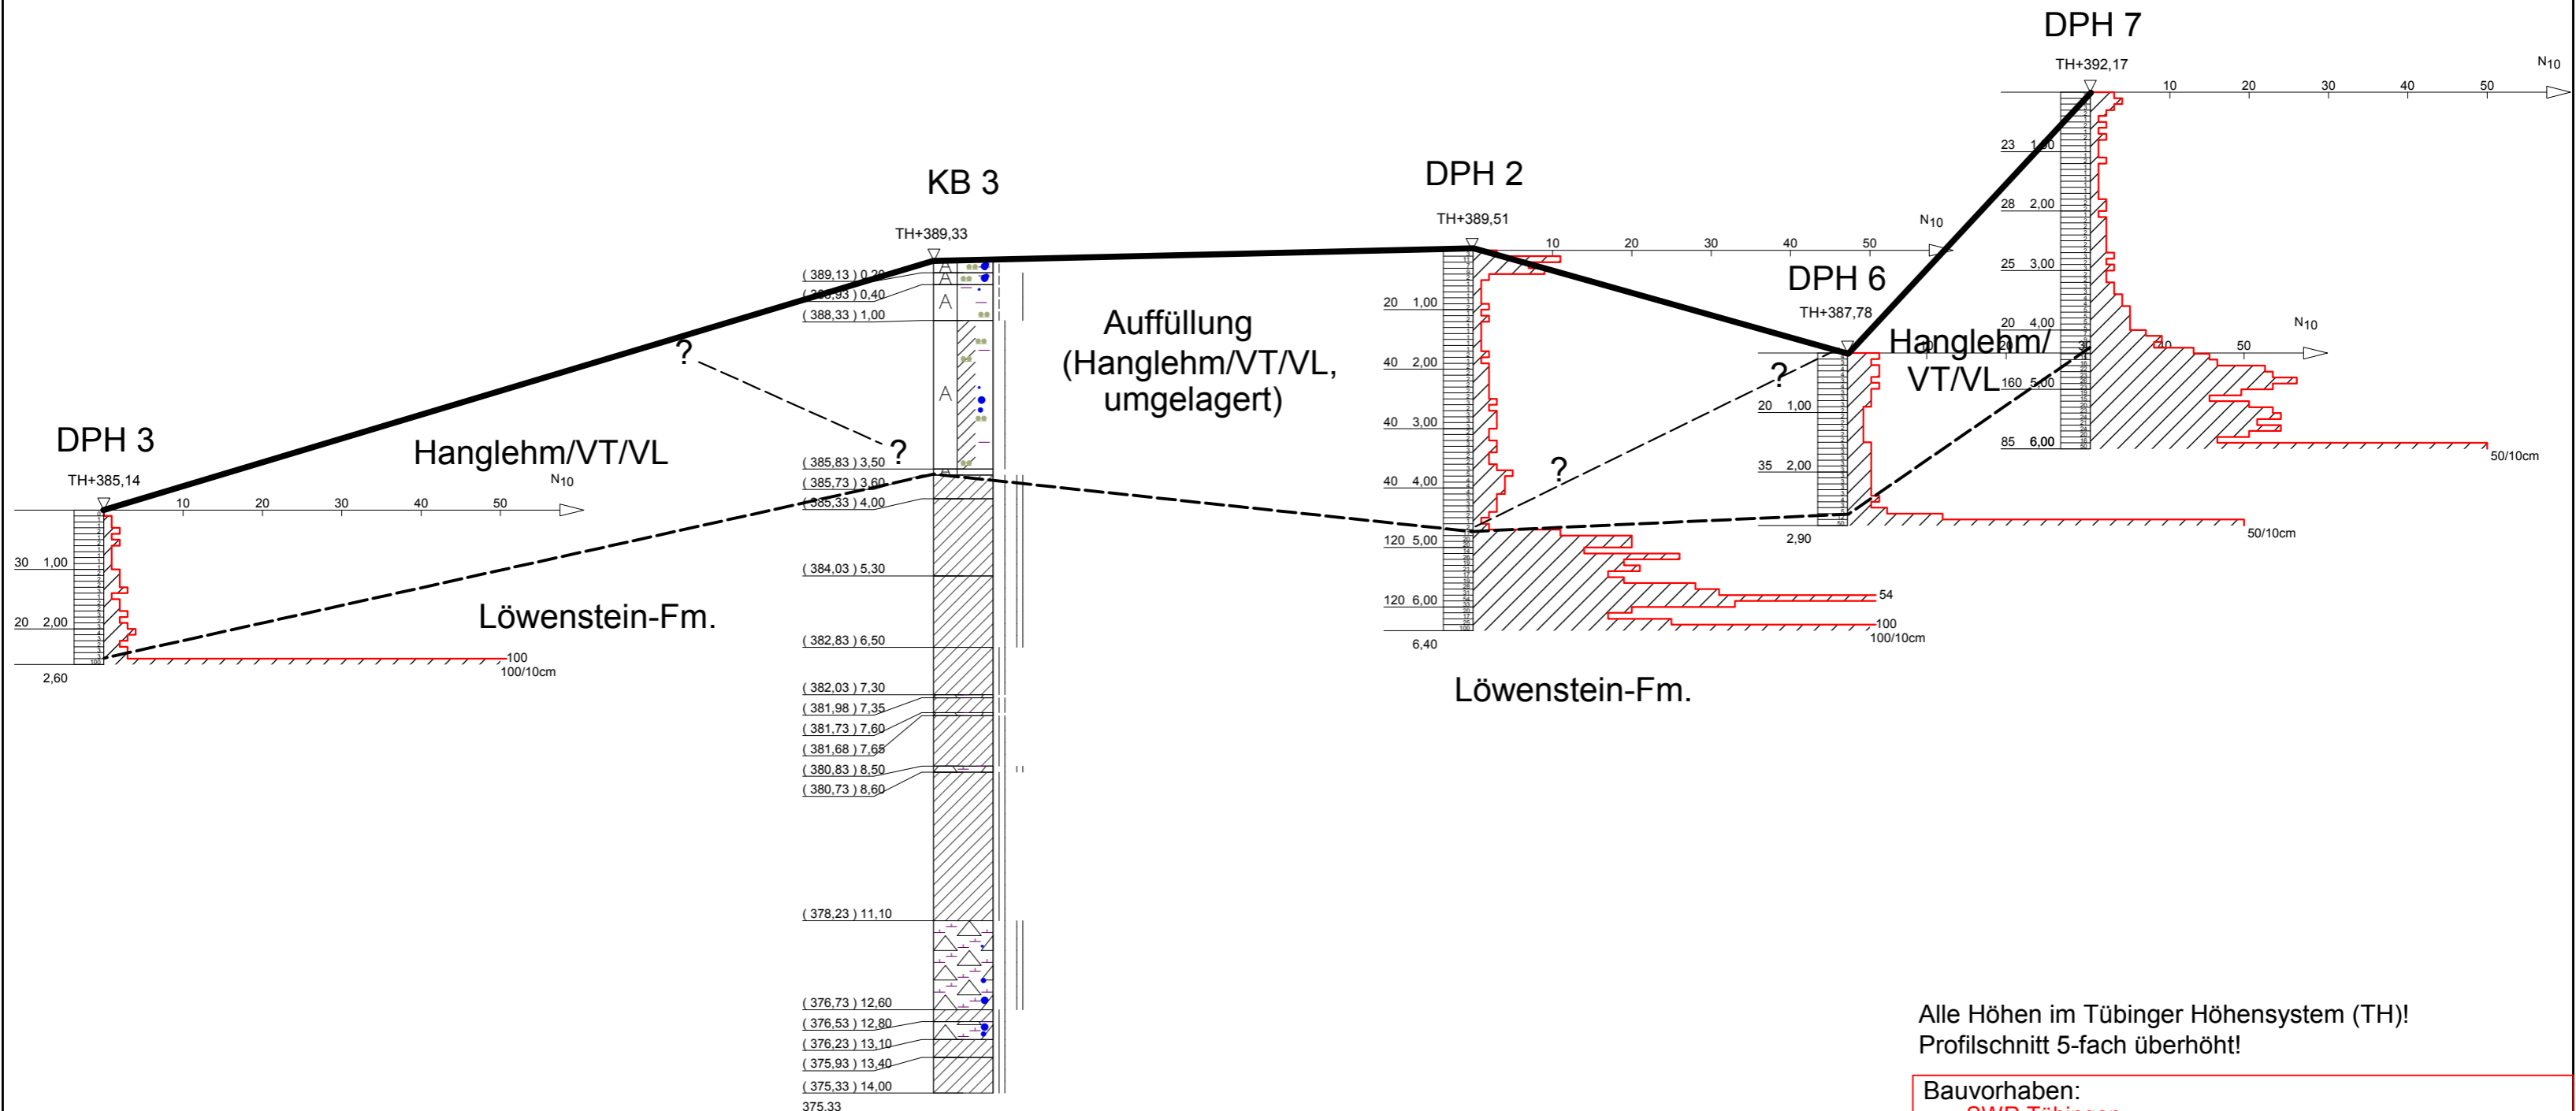 DPH 7
TH+392,17
N10
10 20 30 40 50
23 1,00
28 2,00
25 3,00
20 4,00
160 5,00
85 6,00
50/10cm
KB 3
TH+389,33
( 389,13 ) 0,20
( 388,93 ) 0,40
( 388,33 ) 1,00
( 385,83 ) 3,50
( 385,73 ) 3,60
( 385,33 ) 4,00
( 384,03 ) 5,30
( 382,83 ) 6,50
( 382,03 ) 7,30
( 381,98 ) 7,35
( 381,73 ) 7,60
( 381,68 ) 7,65
( 380,83 ) 8,50
( 380,73 ) 8,60
( 378,23 ) 11,10
( 376,73 ) 12,60
( 376,53 ) 12,80
( 376,23 ) 13,10
( 375,93 ) 13,40
( 375,33 ) 14,00
375,33
A
A
A
A
A
DPH 2
TH+389,51
N10
10 20 30 40 50
20 1,00
40 2,00
40 3,00
40 4,00
120 5,00
120 6,00
6,40
54
100
100/10cm
DPH 6
TH+387,78
N10
10 20 30 40 50
20 1,00
35 2,00
2,90
50/10cm
Hanglehm/
VT/VL
Auffüllung
(Hanglehm/VT/VL,
umgelagert)
?
?
?
?
DPH 3
TH+385,14
N10
10 20 30 40 50
30 1,00
20 2,00
2,60
100
100/10cm
Hanglehm/VT/VL
Löwenstein-Fm.
Löwenstein-Fm.
Alle Höhen im Tübinger Höhensystem (TH)!
Profilschnitt 5-fach überhöht!
Bauvorhaben:
SWR Tübingen